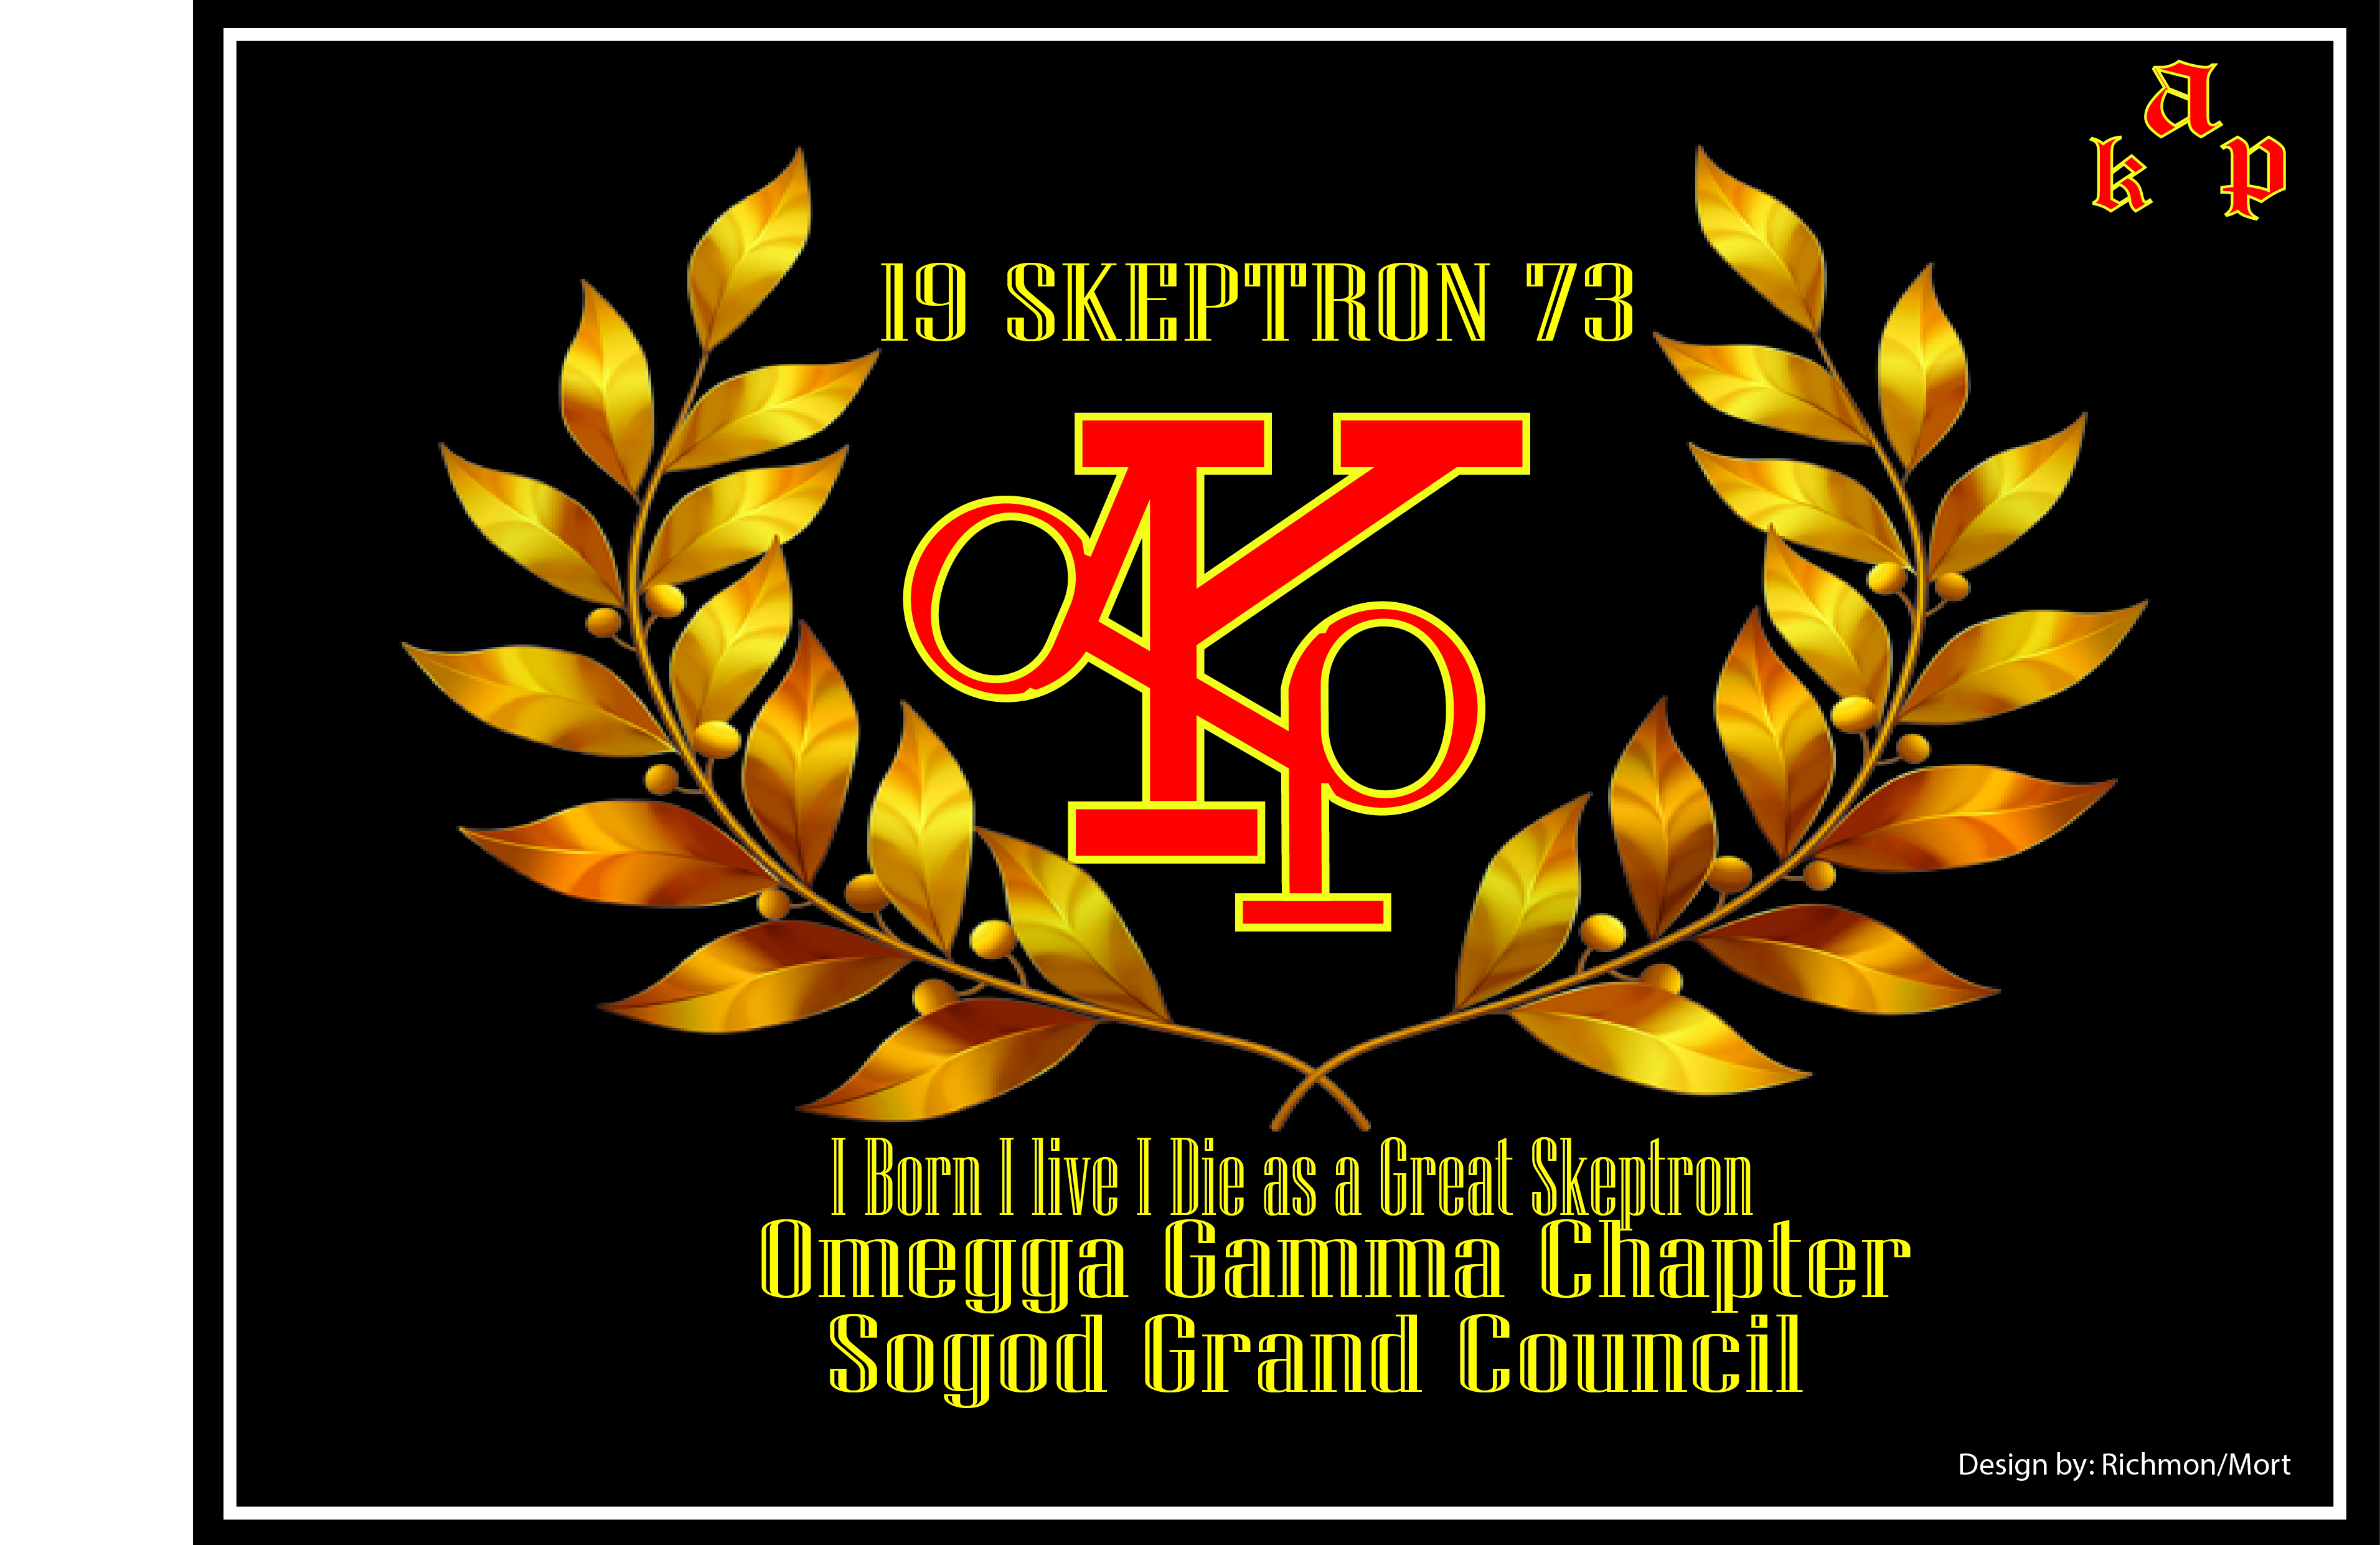 a
k p
19 SKEPTRON 73
αKρ
I Born I live I Die as a Great Skeptron
Omegga Gamma Chapter
Sogod Grand Council
Design by: Richmon/Mort